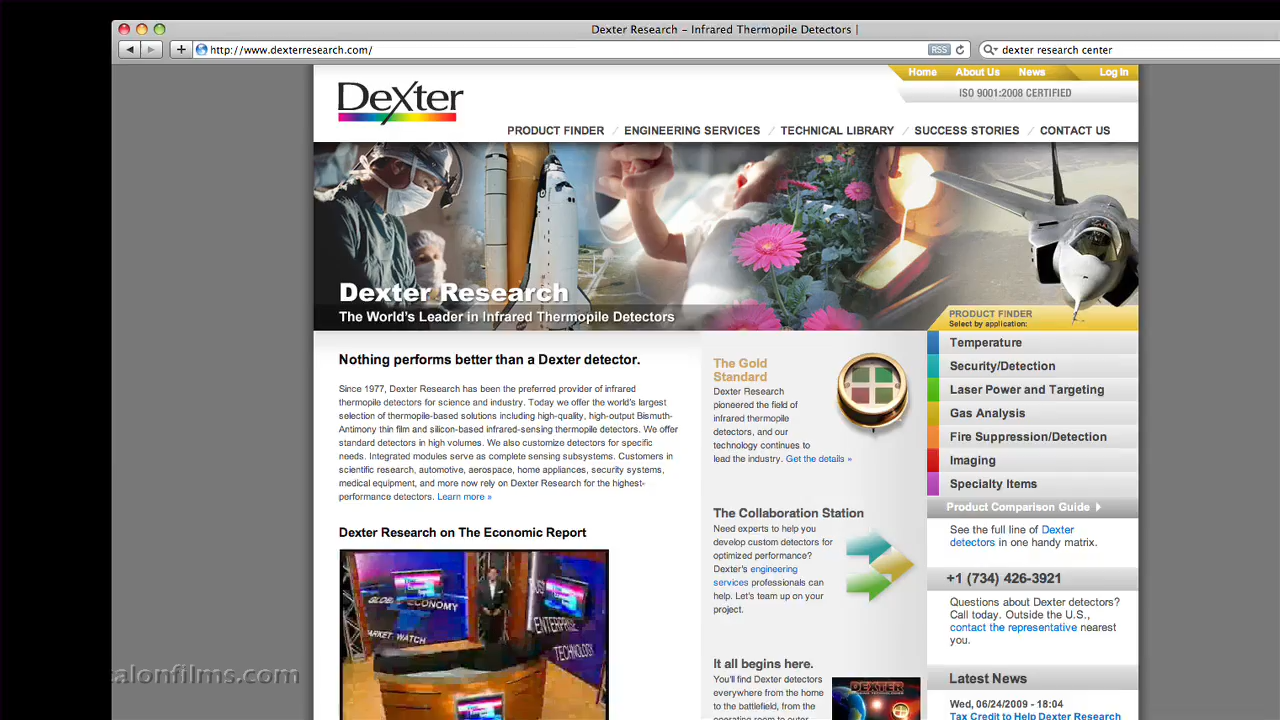 Dexter Research – Infrared Thermopile Detectors |
http://www.dexterresearch.com/
RSS
dexter research center
Home About Us News Log In
ISO 9001:2008 CERTIFIED
Dexter
PRODUCT FINDER / ENGINEERING SERVICES / TECHNICAL LIBRARY / SUCCESS STORIES / CONTACT US
Dexter Research
The World's Leader in Infrared Thermopile Detectors
PRODUCT FINDER
Select by application:
Temperature
Security/Detection
Laser Power and Targeting
Gas Analysis
Fire Suppression/Detection
Imaging
Specialty Items
Product Comparison Guide
See the full line of Dexter
detectors in one handy matrix.
+1 (734) 426-3921
Questions about Dexter detectors?
Call today. Outside the U.S.,
contact the representative nearest
you.
Latest News
Wed, 06/24/2009 - 18:04
Tax Credit to Help Dexter Research
Nothing performs better than a Dexter detector.
Since 1977, Dexter Research has been the preferred provider of infrared
thermopile detectors for science and industry. Today we offer the world's largest
selection of thermopile-based solutions including high-quality, high-output Bismuth-
Antimony thin film and silicon-based infrared-sensing thermopile detectors. We offer
standard detectors in high volumes. We also customize detectors for specific
needs. Integrated modules serve as complete sensing subsystems. Customers in
scientific research, automotive, aerospace, home appliances, security systems,
medical equipment, and more now rely on Dexter Research for the highest-
performance detectors. Learn more »
Dexter Research on The Economic Report
GLOBAL ECONOMY
MARKET WATCH
ENTERPRISE
TECHNOLOGY
The Gold
Standard
Dexter Research
pioneered the field of
infrared thermopile
detectors, and our
technology continues to
lead the industry. Get the details »
The Collaboration Station
Need experts to help you
develop custom detectors for
optimized performance?
Dexter's engineering
services professionals can
help. Let's team up on your
project.
It all begins here.
You'll find Dexter detectors
everywhere from the home
to the battlefield, from the
operating room to outer
DEXTER
alonfilms.com